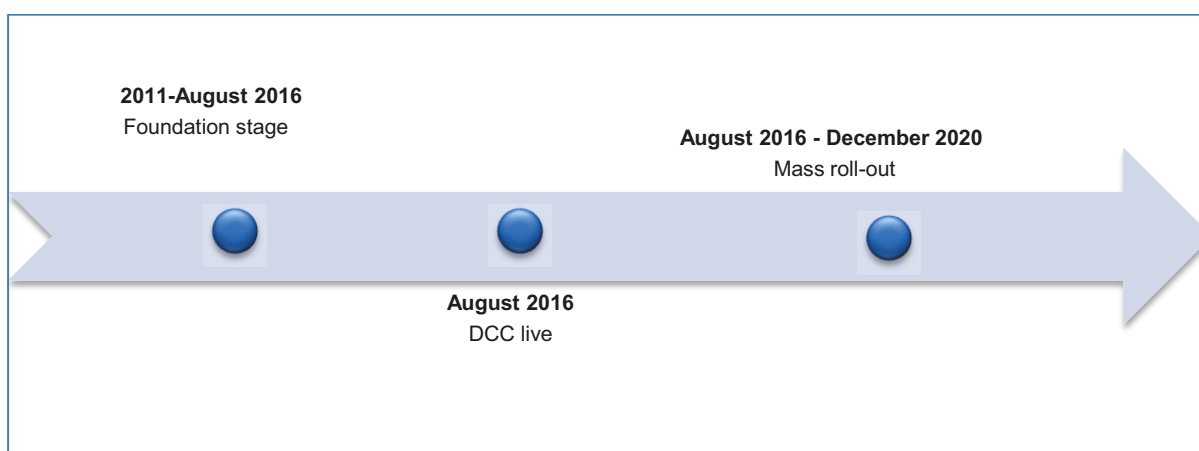 2011-August 2016
Foundation stage
August 2016 - December 2020
Mass roll-out
August 2016
DCC live